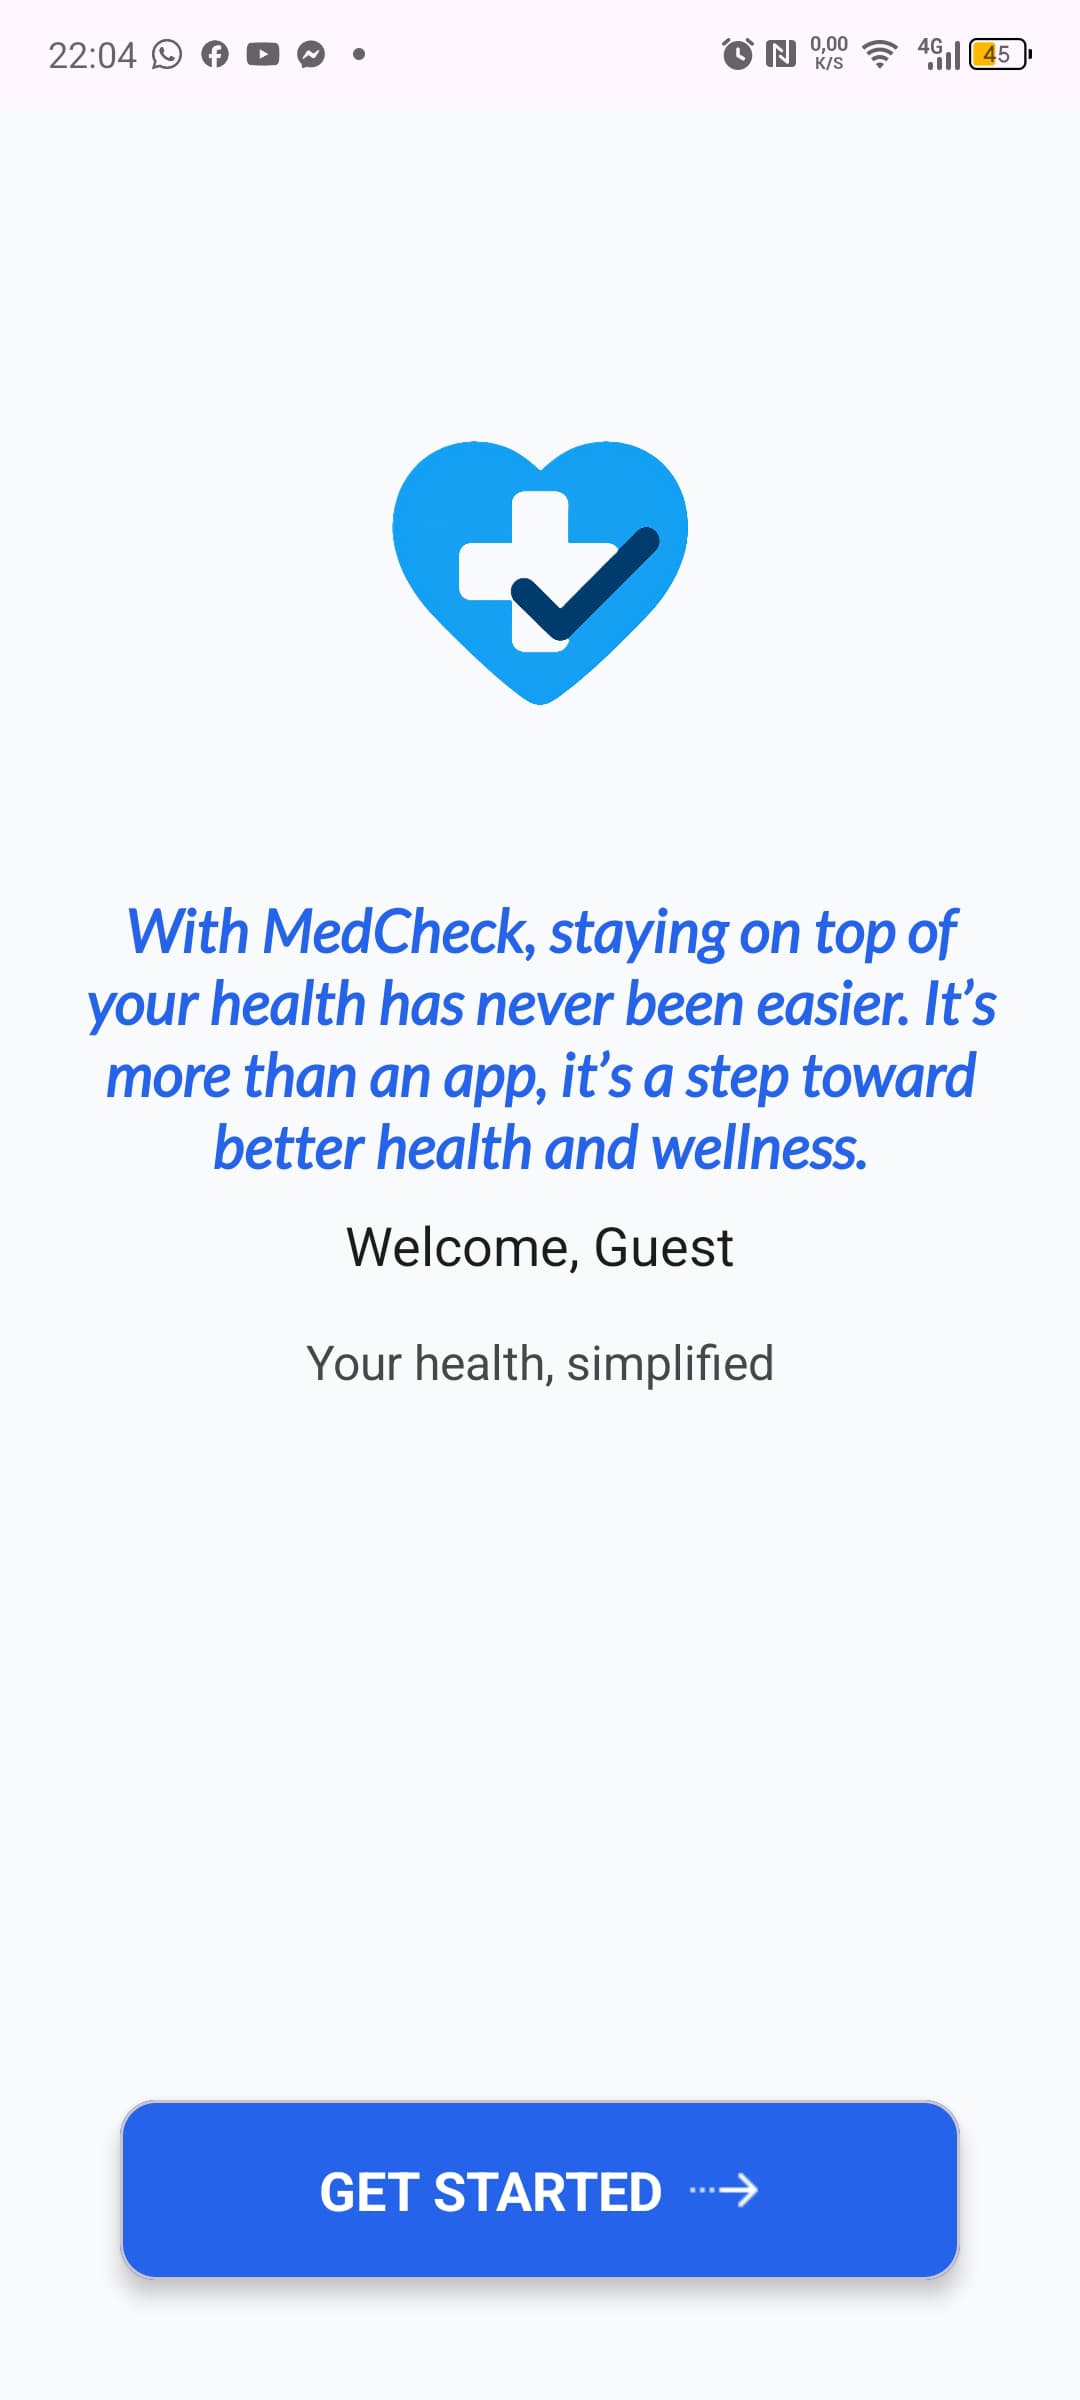 22:04 0,00 K/S 4G 45
With MedCheck, staying on top of
your health has never been easier. It’s
more than an app, it’s a step toward
better health and wellness.
Welcome, Guest
Your health, simplified
GET STARTED